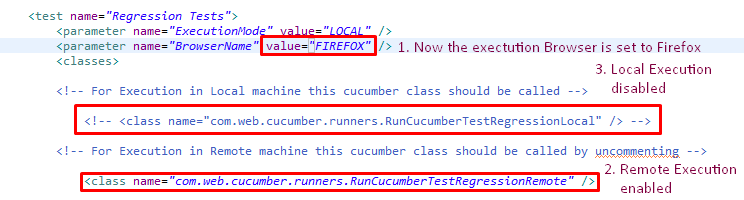 <test name="Regression Tests">
<parameter name="ExecutionMode" value="LOCAL" />
<parameter name="BrowserName" value="FIREFOX" /> 1. Now the exectution Browser is set to Firefox
<classes>
3. Local Execution
disabled
<!-- For Execution in Local machine this cucumber class should be called -->
<!-- <class name="com.web.cucumber.runners.RunCucumberTestRegressionLocal" /> -->
<!-- For Execution in Remote machine this cucumber class should be called by uncommenting -->
2. Remote Execution
enabled
<class name="com.web.cucumber.runners.RunCucumberTestRegressionRemote" />